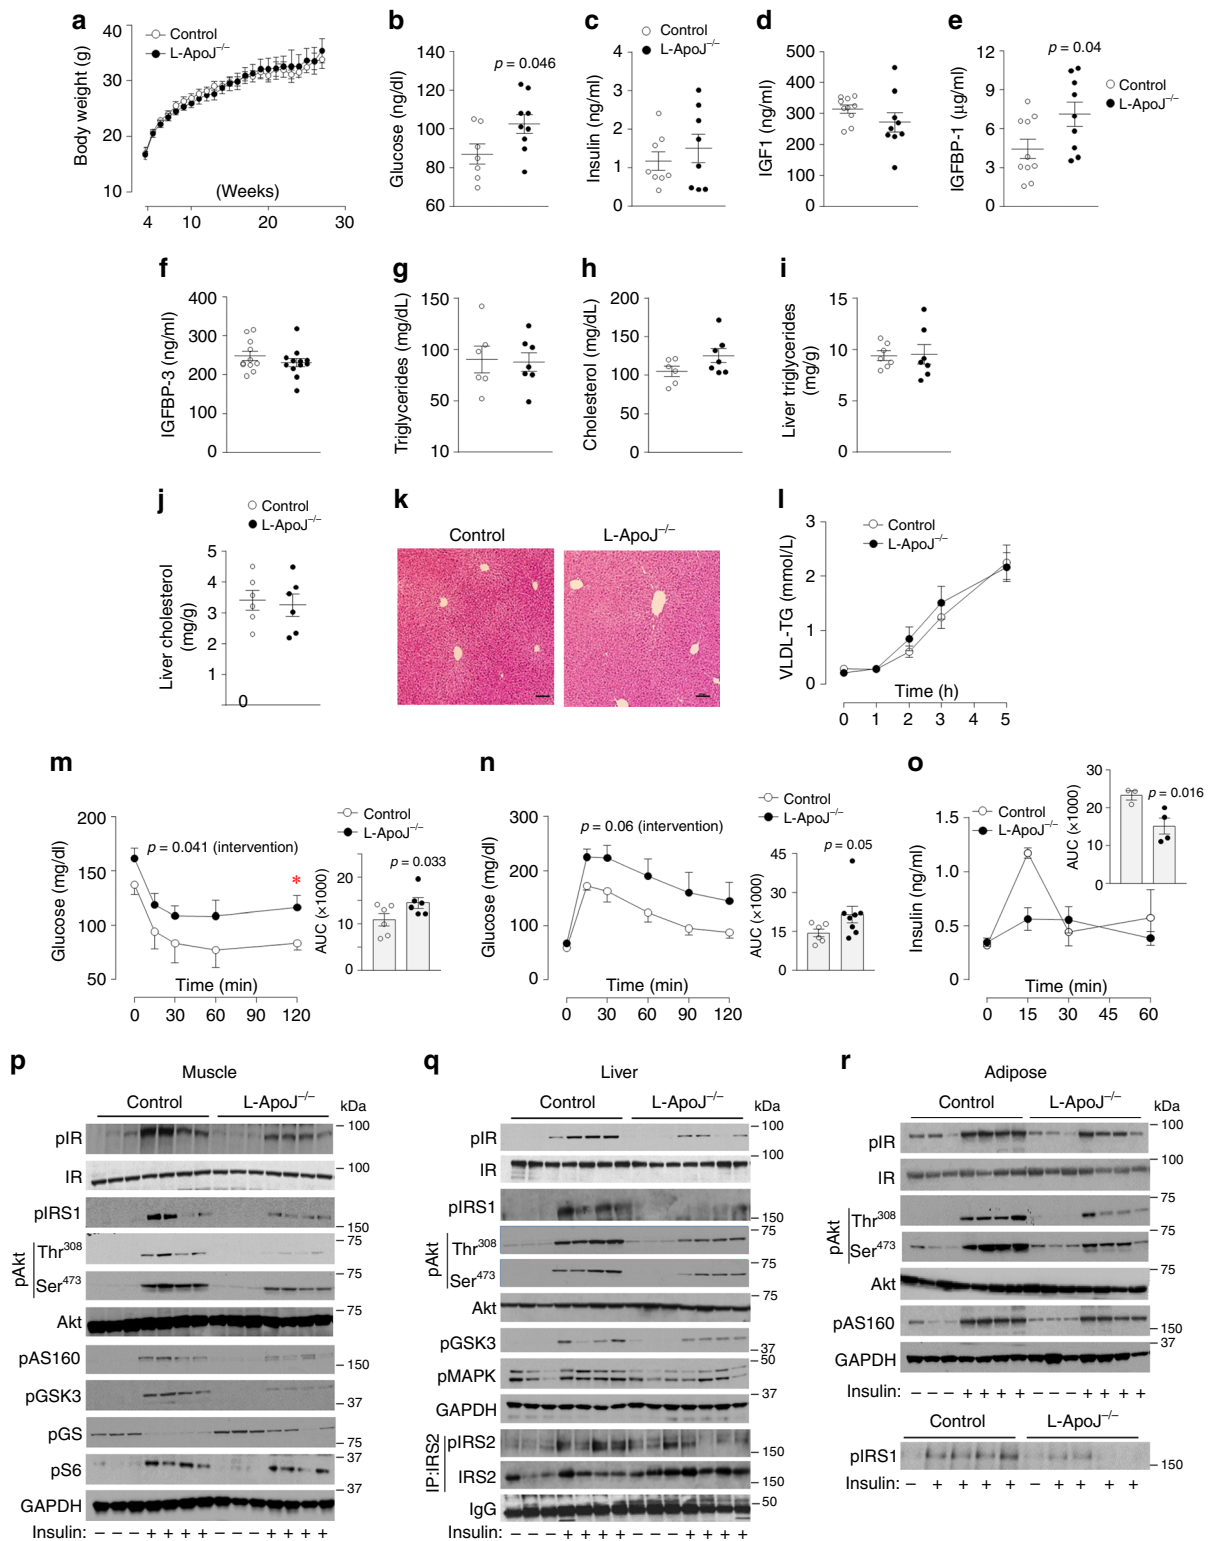 a
Control
L-ApoJ–/–
Body weight (g)
40
30
20
10
(Weeks)
4 10 20 30
b
Glucose (ng/dl)
140
120
100
80
60
p = 0.046
c
Control
L-ApoJ–/–
Insulin (ng/ml)
4
3
2
1
0
d
IGF1 (ng/ml)
500
400
300
200
100
0
e
p = 0.04
IGFBP-1 (µg/ml)
12
9
6
3
0
Control
L-ApoJ–/–
f
IGFBP-3 (ng/ml)
400
300
200
100
0
g
Triglycerides (mg/dL)
150
100
50
10
h
Cholesterol (mg/dL)
200
150
100
50
0
i
Liver triglycerides
(mg/g)
15
10
5
0
j
Control
L-ApoJ–/–
Liver cholesterol
(mg/g)
5
4
3
2
1
0
k
Control L-ApoJ–/–
l
Control
L-ApoJ–/–
VLDL-TG (mmol/L)
3
2
1
0
Time (h)
0 1 2 3 4 5
m
Control
L-ApoJ–/–
Glucose (mg/dl)
200
150
100
50
p = 0.041 (intervention)
*
Time (min)
0 30 60 90 120
p = 0.033
AUC (×1000)
20
10
0
n
Control
L-ApoJ–/–
Glucose (mg/dl)
300
200
100
0
p = 0.06 (intervention)
Time (min)
0 30 60 90 120
p = 0.05
AUC (×1000)
45
30
15
0
o
Control
L-ApoJ–/–
Insulin (ng/ml)
1.5
1.0
0.5
0
Time (min)
0 15 30 45 60
AUC (×1000)
30
20
10
0
p = 0.016
p
Muscle
Control L-ApoJ–/– kDa
pIR 100
IR 100
pIRS1 150
pAkt
Thr308 75
Ser473 75
Akt 75
pAS160 150
pGSK3 37
pGS 75
pS6 37
GAPDH 37
Insulin: – – – + + + + – – – + + + +
q
Liver
Control L-ApoJ–/– kDa
pIR 100
IR 100
pIRS1 150
pAkt
Thr308 75
Ser473 75
Akt 75
pGSK3
50
pMAPK
37
GAPDH
IP:IRS2
pIRS2 150
IRS2 150
IgG 50
Insulin: – – – + + + + – – – + + + +
r
Adipose
Control L-ApoJ–/– kDa
pIR 100
IR
75
pAkt
Thr308 75
Ser473
75
Akt
pAS160 150
37
GAPDH
Insulin: – – – + + + + – – – + + + +
Control L-ApoJ–/–
pIRS1 150
Insulin: – + + + + – + + + +